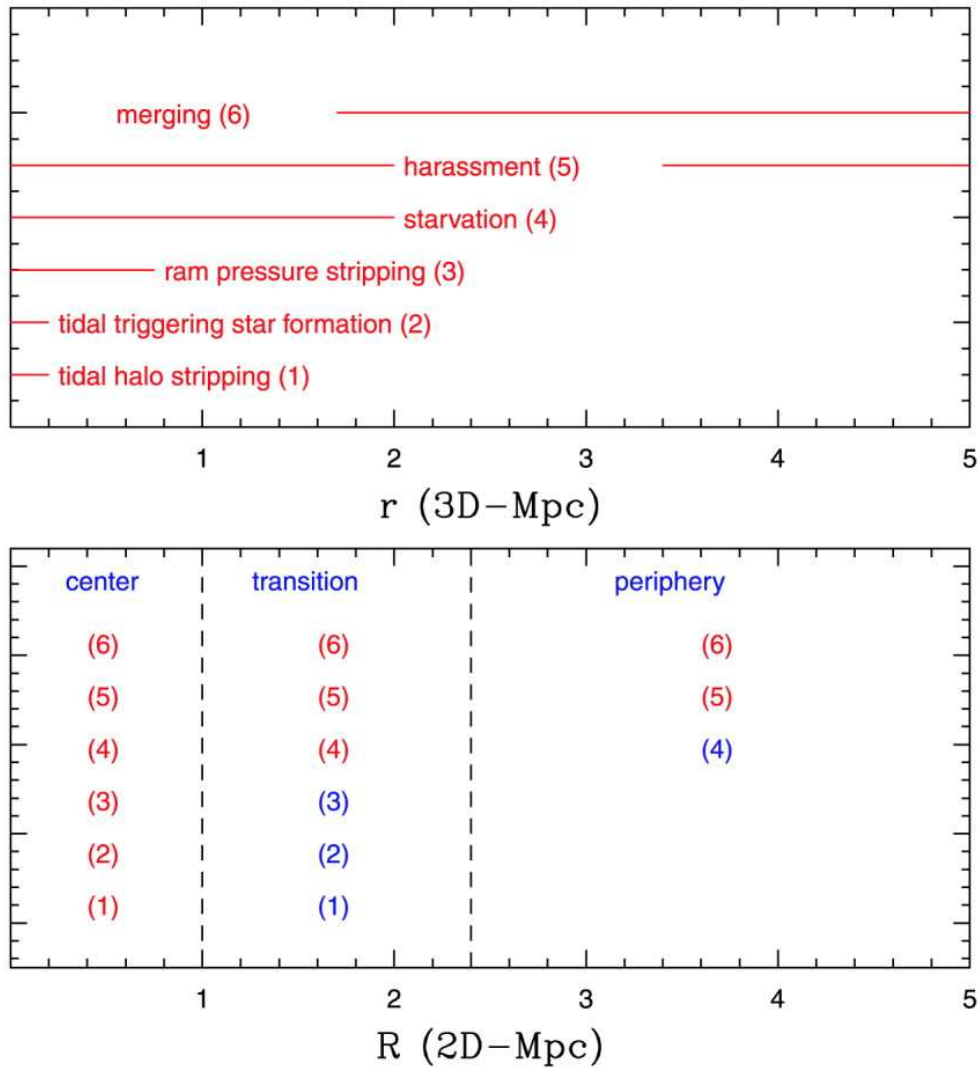 merging (6)
harassment (5)
starvation (4)
ram pressure stripping (3)
tidal triggering star formation (2)
tidal halo stripping (1)
1 2 3 4 5
r (3D-Mpc)
center transition periphery
(6) (6) (6)
(5) (5) (5)
(4) (4) (4)
(3) (3)
(2) (2)
(1) (1)
1 2 3 4 5
R (2D-Mpc)